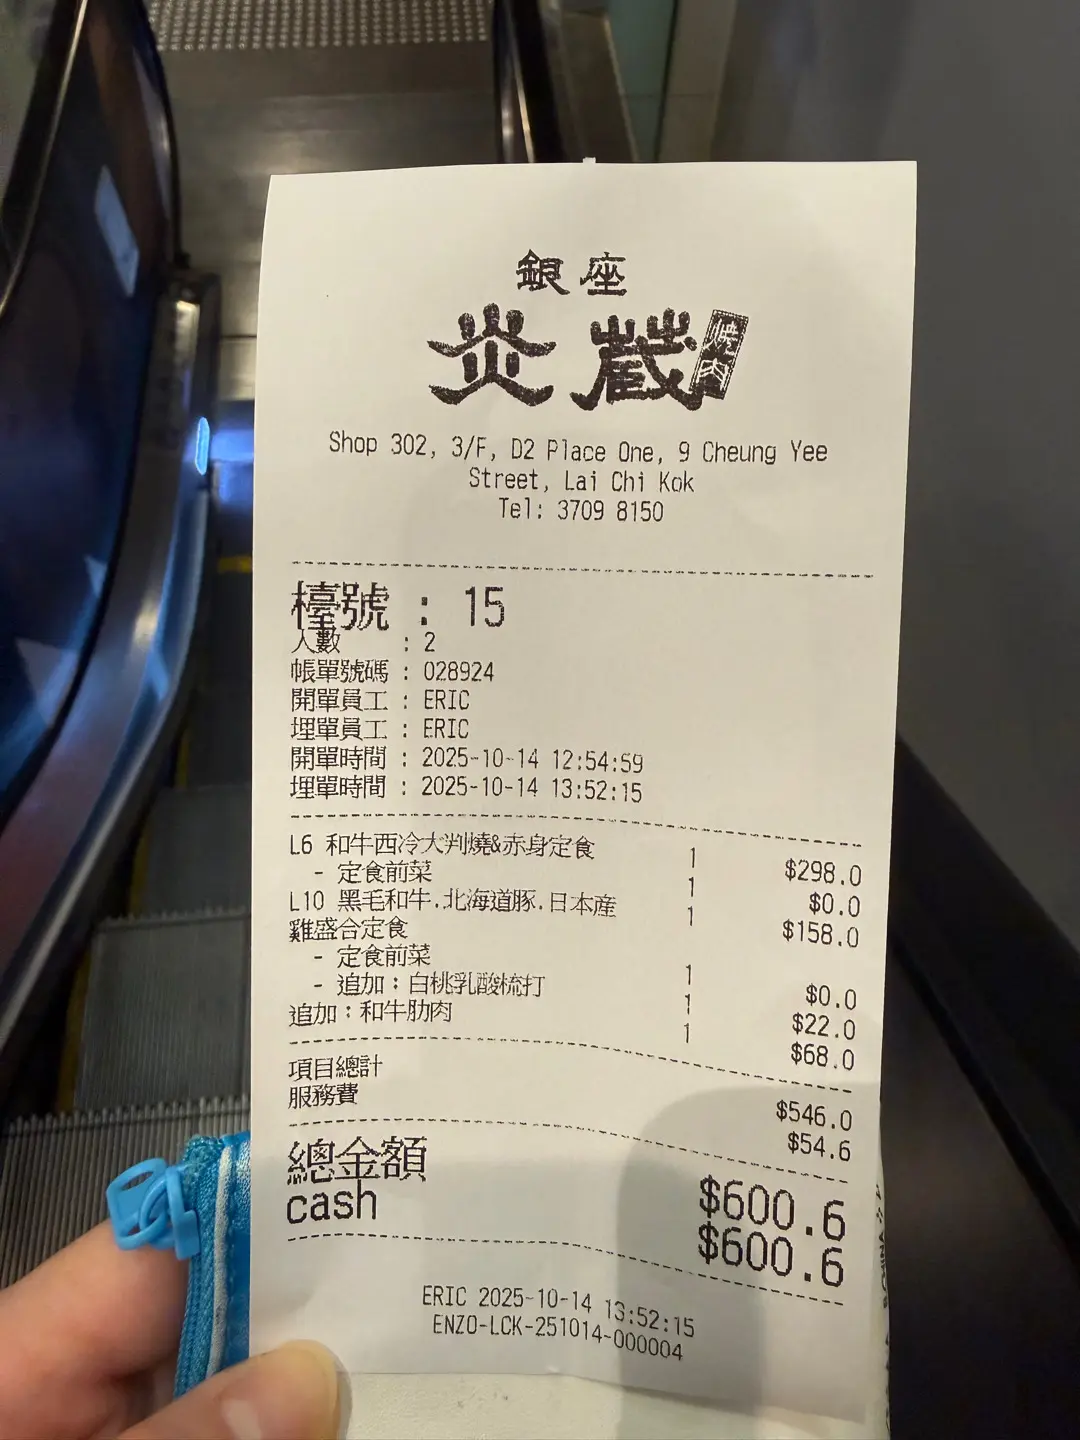 銀座
炎蔵 焼肉
Shop 302, 3/F, D2 Place One, 9 Cheung Yee
Street, Lai Chi Kok
Tel: 3709 8150
檯號 : 15
人數 : 2
帳單號碼 : 028924
開單員工 : ERIC
埋單員工 : ERIC
開單時間 : 2025-10-14 12:54:59
埋單時間 : 2025-10-14 13:52:15
L6 和牛西冷大判燒&赤身定食 1 $298.0
- 定食前菜 1 $0.0
L10 黑毛和牛.北海道豚.日本産 1 $158.0
雞盛合定食
- 定食前菜 1 $0.0
- 追加：白桃乳酸梳打 1 $22.0
追加：和牛肋肉 1 $68.0
項目總計 $546.0
服務費 $54.6
總金額 $600.6
cash $600.6
ERIC 2025-10-14 13:52:15
ENZO-LCK-251014-000004